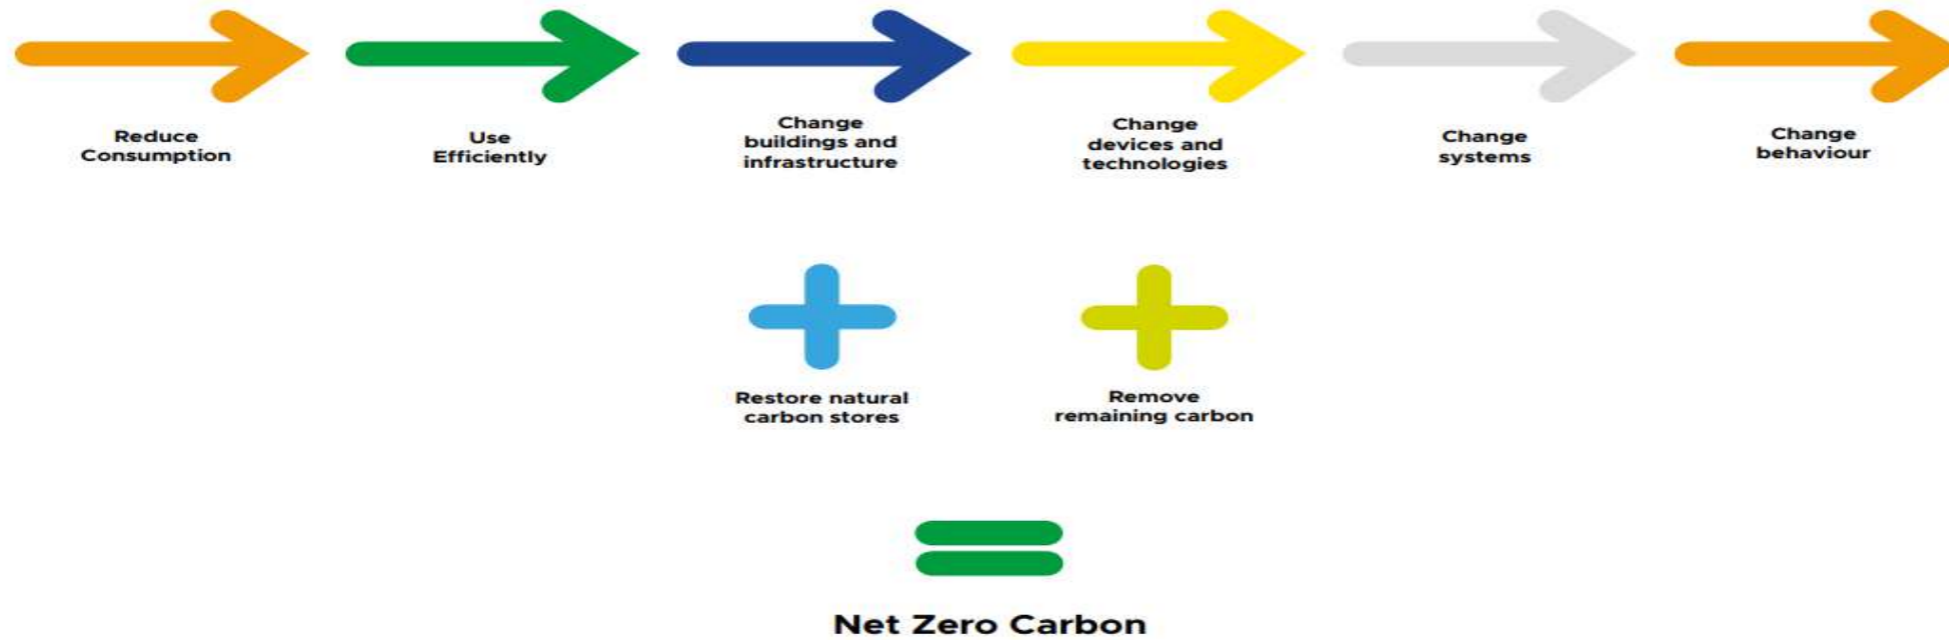 Reduce
Consumption
Use
Efficiently
Change
buildings and
infrastructure
Change
devices and
technologies
Change
systems
Change
behaviour
Restore natural
carbon stores
Remove
remaining carbon
Net Zero Carbon